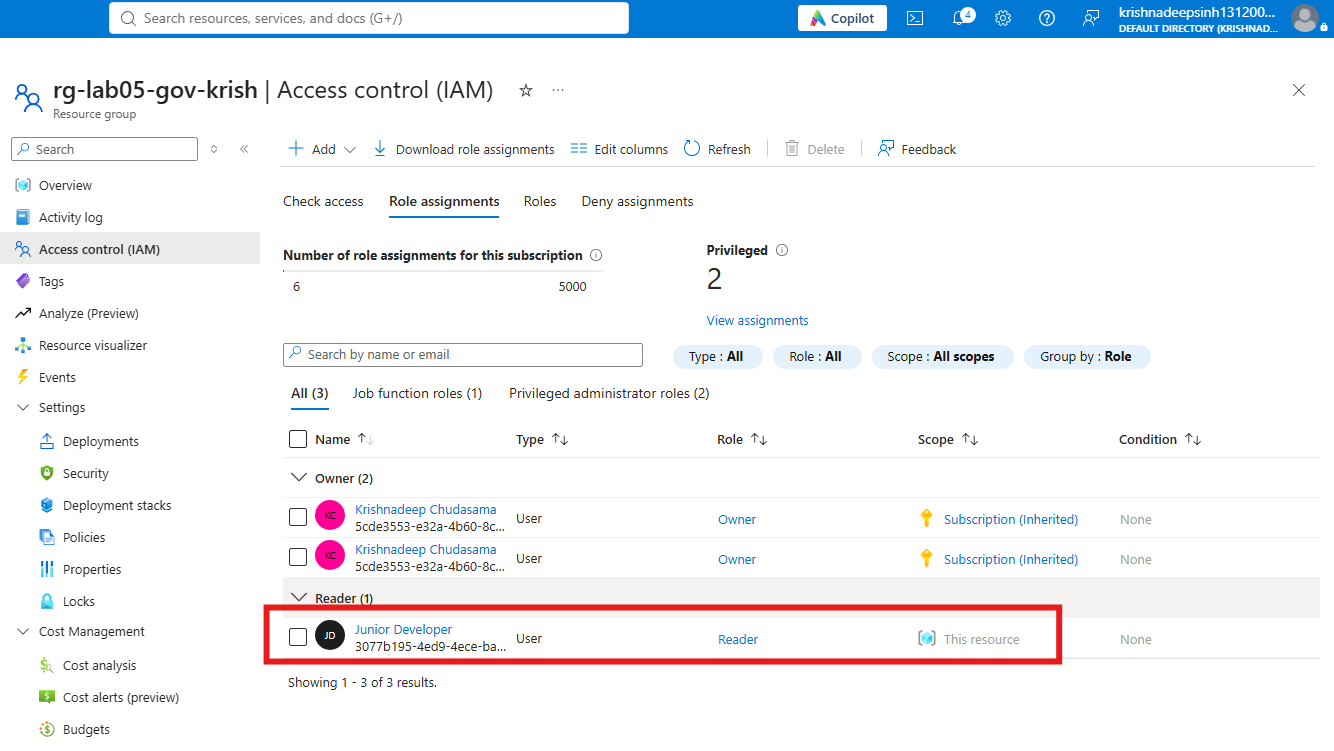 Search resources, services, and docs (G+/)
Copilot
4
krishnadeepsinh131200...
DEFAULT DIRECTORY (KRISHNAD...
rg-lab05-gov-krish | Access control (IAM)
...
Resource group
Search
Add
Download role assignments
Edit columns
Refresh
Delete
Feedback
Overview
Activity log
Access control (IAM)
Tags
Analyze (Preview)
Resource visualizer
Events
Settings
Deployments
Security
Deployment stacks
Policies
Properties
Locks
Cost Management
Cost analysis
Cost alerts (preview)
Budgets
Check access
Role assignments
Roles
Deny assignments
Number of role assignments for this subscription
6
5000
Privileged
2
View assignments
Search by name or email
Type : All
Role : All
Scope : All scopes
Group by : Role
All (3)
Job function roles (1)
Privileged administrator roles (2)
Name
Type
Role
Scope
Condition
Owner (2)
KC
Krishnadeep Chudasama
5cde3553-e32a-4b60-8c...
User
Owner
Subscription (Inherited)
None
KC
Krishnadeep Chudasama
5cde3553-e32a-4b60-8c...
User
Owner
Subscription (Inherited)
None
Reader (1)
JD
Junior Developer
3077b195-4ed9-4ece-ba...
User
Reader
This resource
None
Showing 1 - 3 of 3 results.